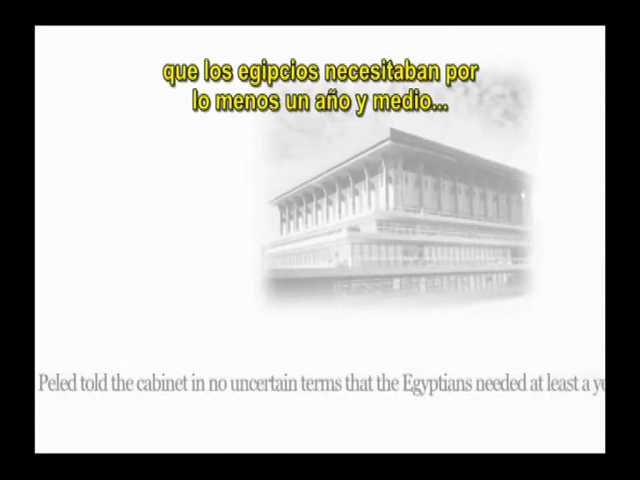 que los egipcios necesitaban por
lo menos un año y medio...
Peled told the cabinet in no uncertain terms that the Egyptians needed at least a ye